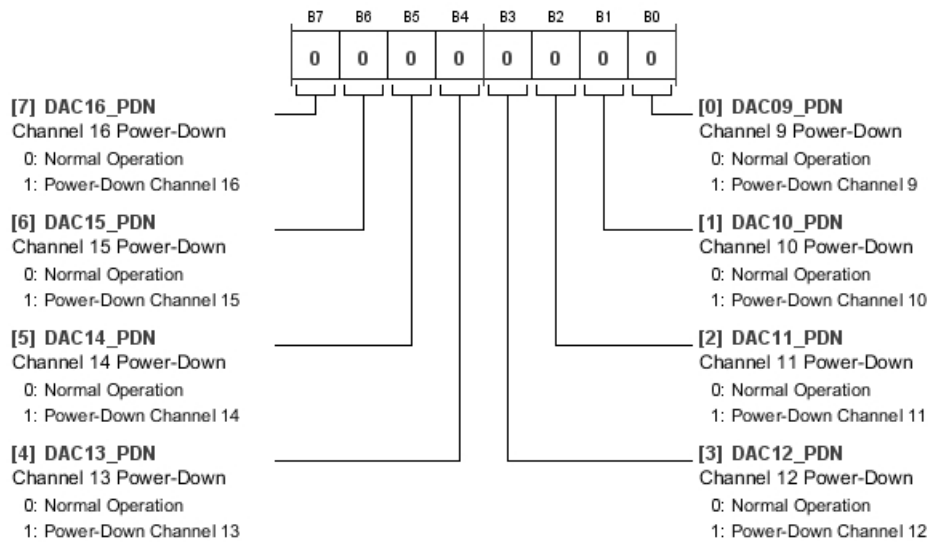 B7 B6 B5 B4 B3 B2 B1 B0
0 0 0 0 0 0 0 0
[7] DAC16_PDN
Channel 16 Power-Down
0: Normal Operation
1: Power-Down Channel 16
[6] DAC15_PDN
Channel 15 Power-Down
0: Normal Operation
1: Power-Down Channel 15
[5] DAC14_PDN
Channel 14 Power-Down
0: Normal Operation
1: Power-Down Channel 14
[4] DAC13_PDN
Channel 13 Power-Down
0: Normal Operation
1: Power-Down Channel 13
[0] DAC09_PDN
Channel 9 Power-Down
0: Normal Operation
1: Power-Down Channel 9
[1] DAC10_PDN
Channel 10 Power-Down
0: Normal Operation
1: Power-Down Channel 10
[2] DAC11_PDN
Channel 11 Power-Down
0: Normal Operation
1: Power-Down Channel 11
[3] DAC12_PDN
Channel 12 Power-Down
0: Normal Operation
1: Power-Down Channel 12